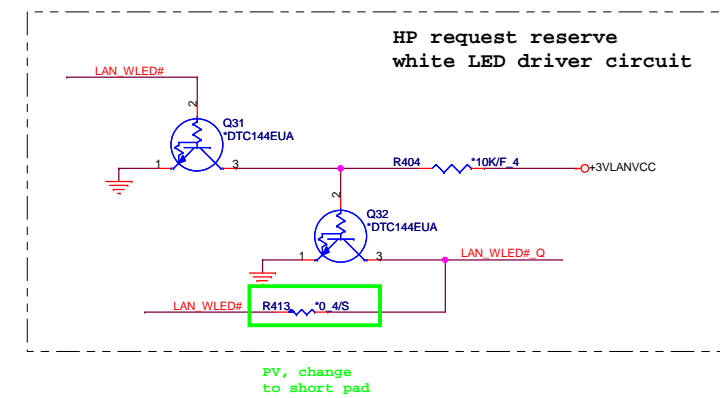 HP request reserve
white LED driver circuit
LAN_WLED#
2
Q31
*DTC144EUA
1
3
R404
*10K/F_4
+3VLANVCC
2
Q32
*DTC144EUA
1
3
LAN_WLED#_Q
LAN_WLED#
R413
*0_4/S
PV, change
to short pad